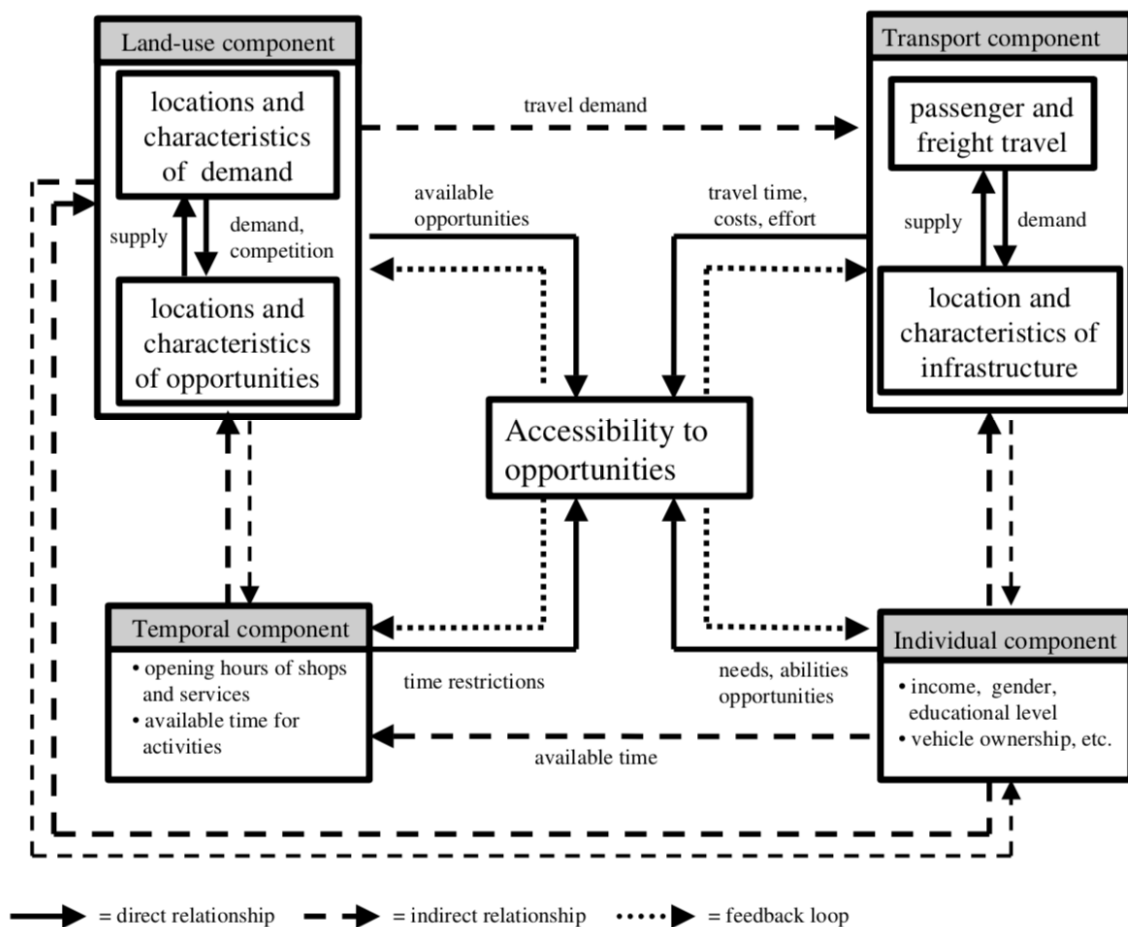 Land-use component
locations and
characteristics
of demand
supply
demand,
competition
locations and
characteristics
of opportunities
travel demand
available
opportunities
travel time,
costs, effort
Transport component
passenger and
freight travel
supply
demand
location and
characteristics of
infrastructure
Accessibility to
opportunities
Temporal component
• opening hours of shops
and services
• available time for
activities
time restrictions
needs, abilities
opportunities
available time
Individual component
• income, gender,
educational level
• vehicle ownership, etc.
= direct relationship
= indirect relationship
= feedback loop